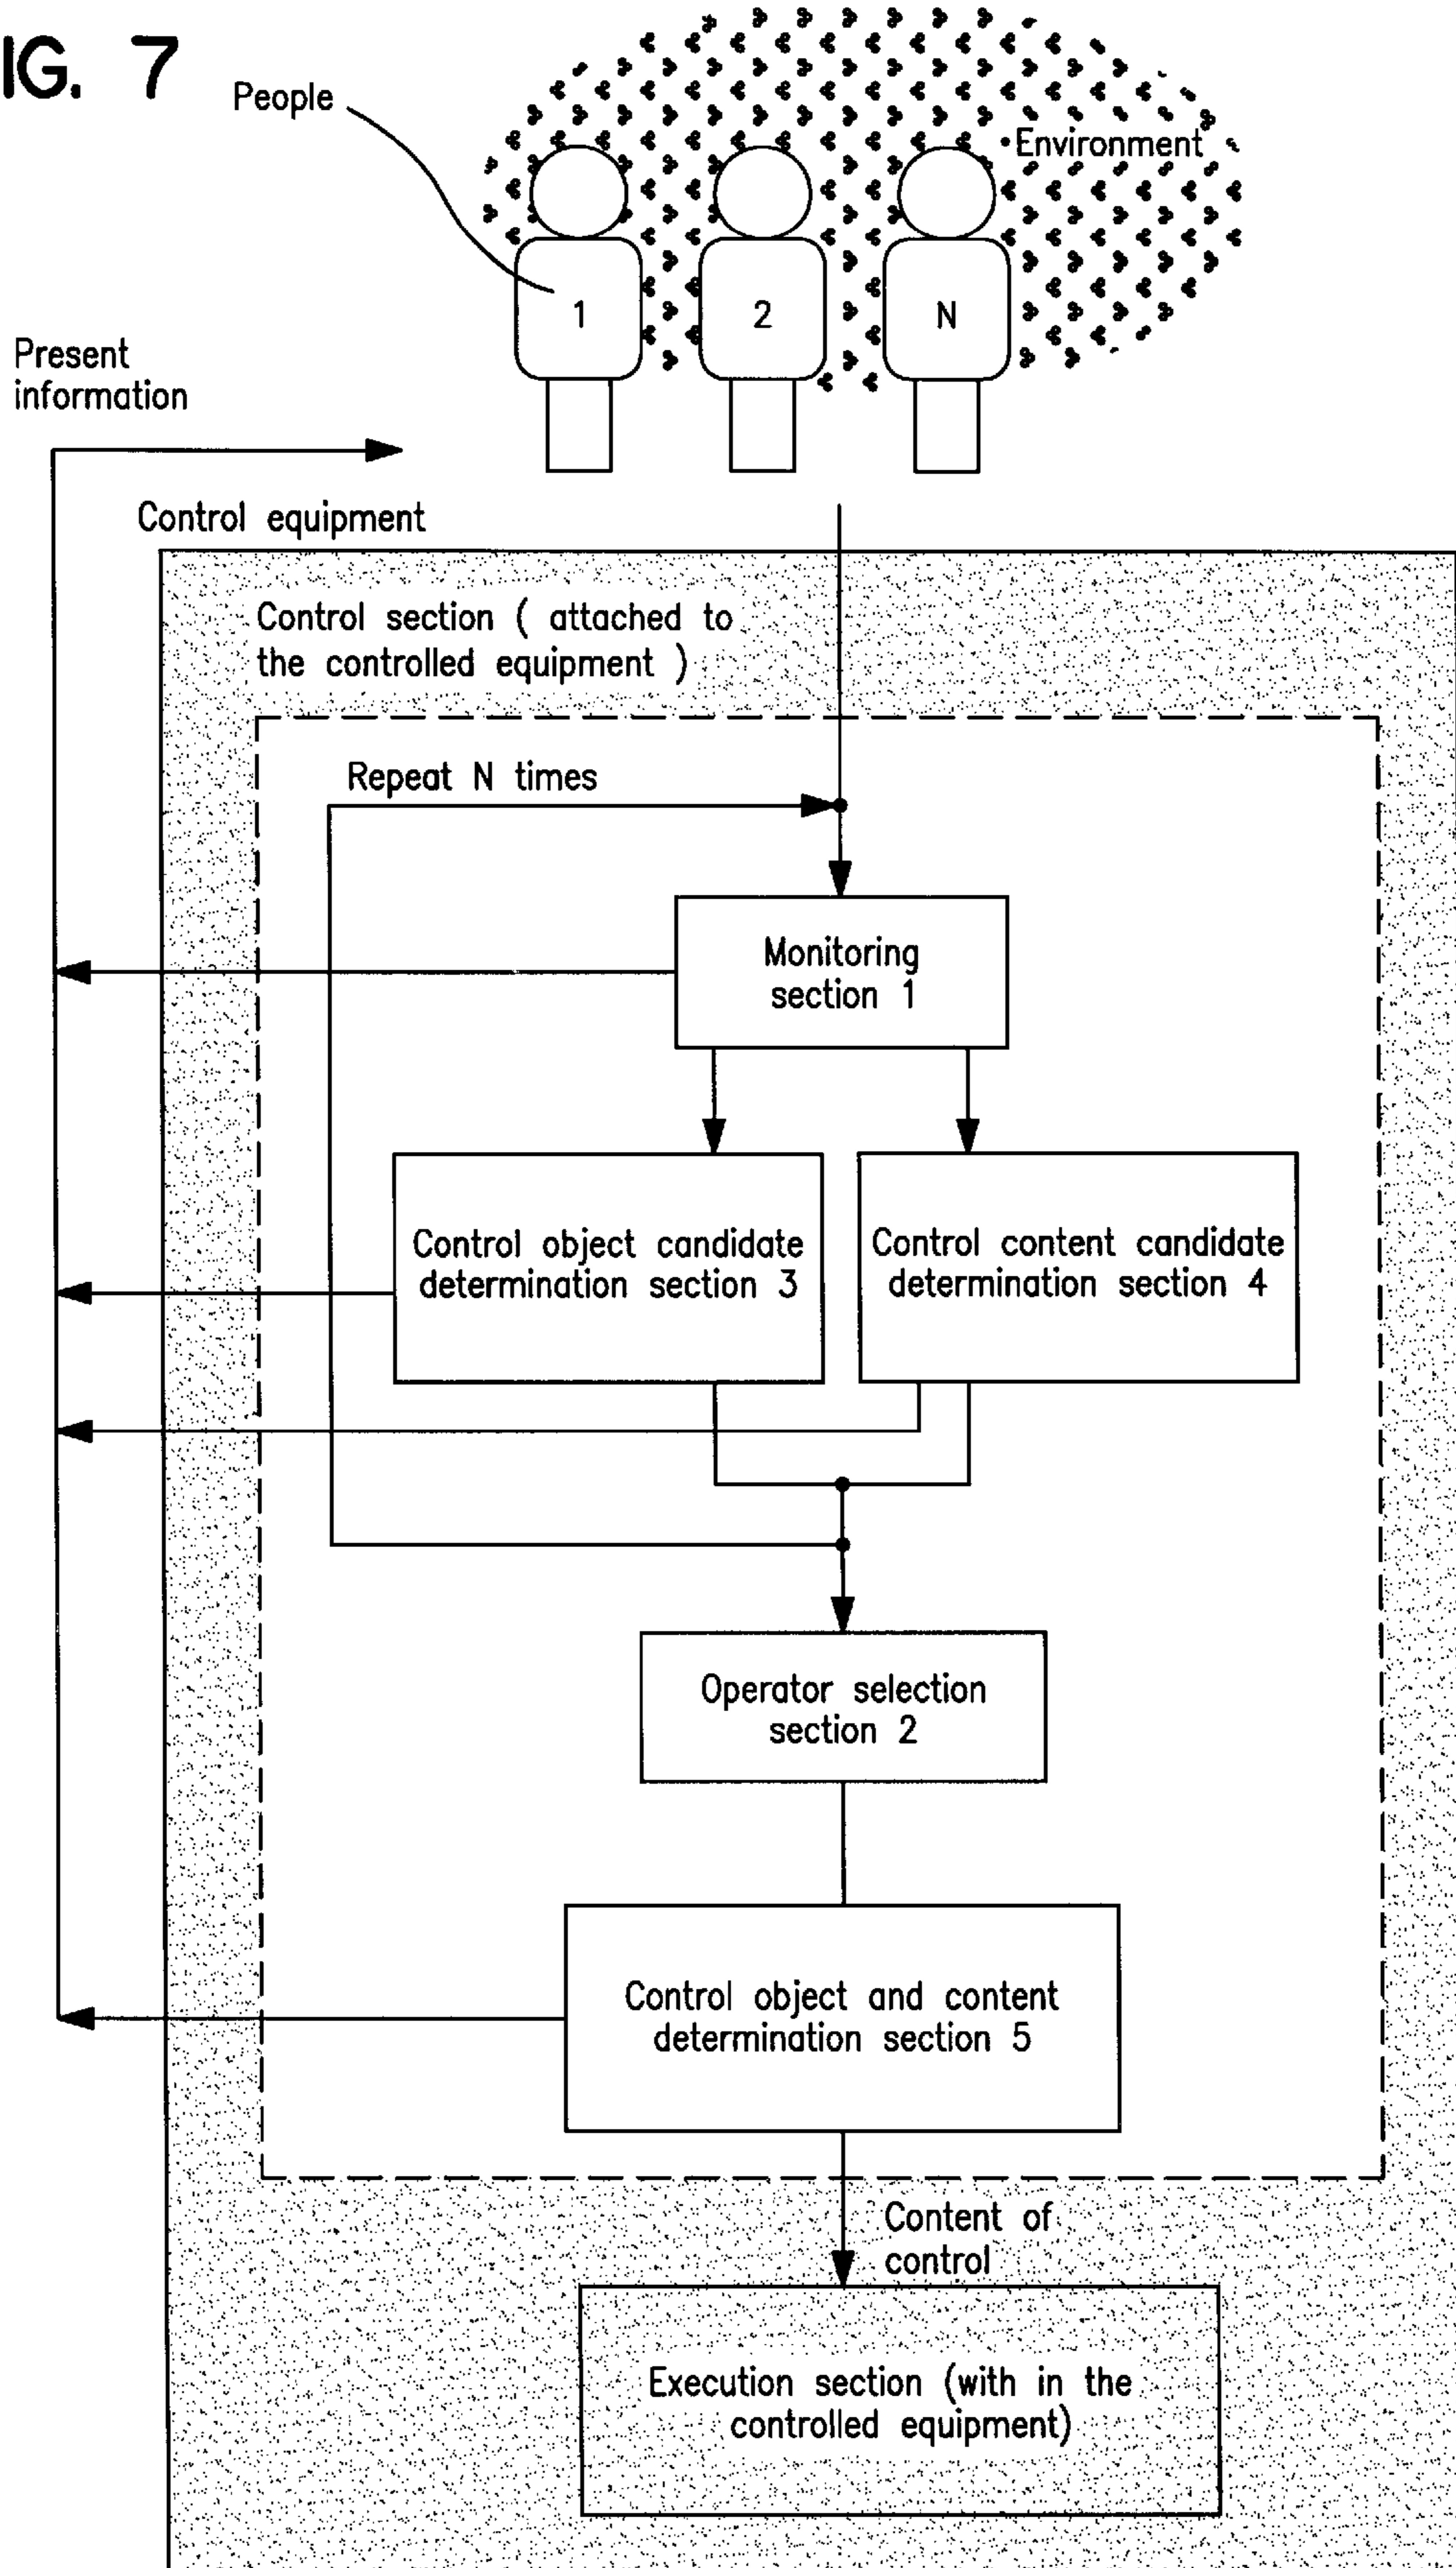 IG. 7
People
Environment
1
2
N
Present
information
Control equipment
Control section ( attached to
the controlled equipment )
Repeat N times
Monitoring
section 1
Control object candidate
determination section 3
Control content candidate
determination section 4
Operator selection
section 2
Control object and content
determination section 5
Content of
control
Execution section (with in the
controlled equipment)